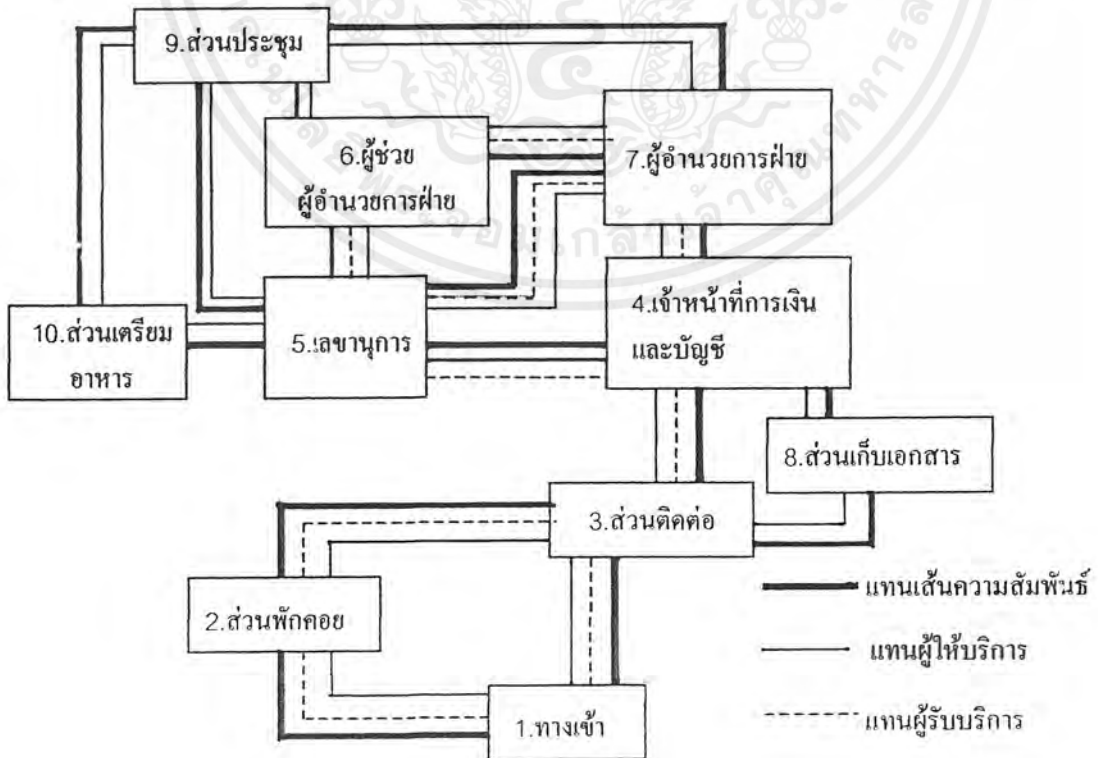 9.ส่วนประชุม
6.ผู้ช่วย
ผู้อำนวยการฝ่าย
7.ผู้อำนวยการฝ่าย
10.ส่วนเตรียม
อาหาร
5.เลขานุการ
4.เจ้าหน้าที่การเงิน
และบัญชี
8.ส่วนเก็บเอกสาร
3.ส่วนติดต่อ
2.ส่วนพักคอย
1.ทางเข้า
แทนเส้นความสัมพันธ์
แทนผู้ให้บริการ
แทนผู้รับบริการ